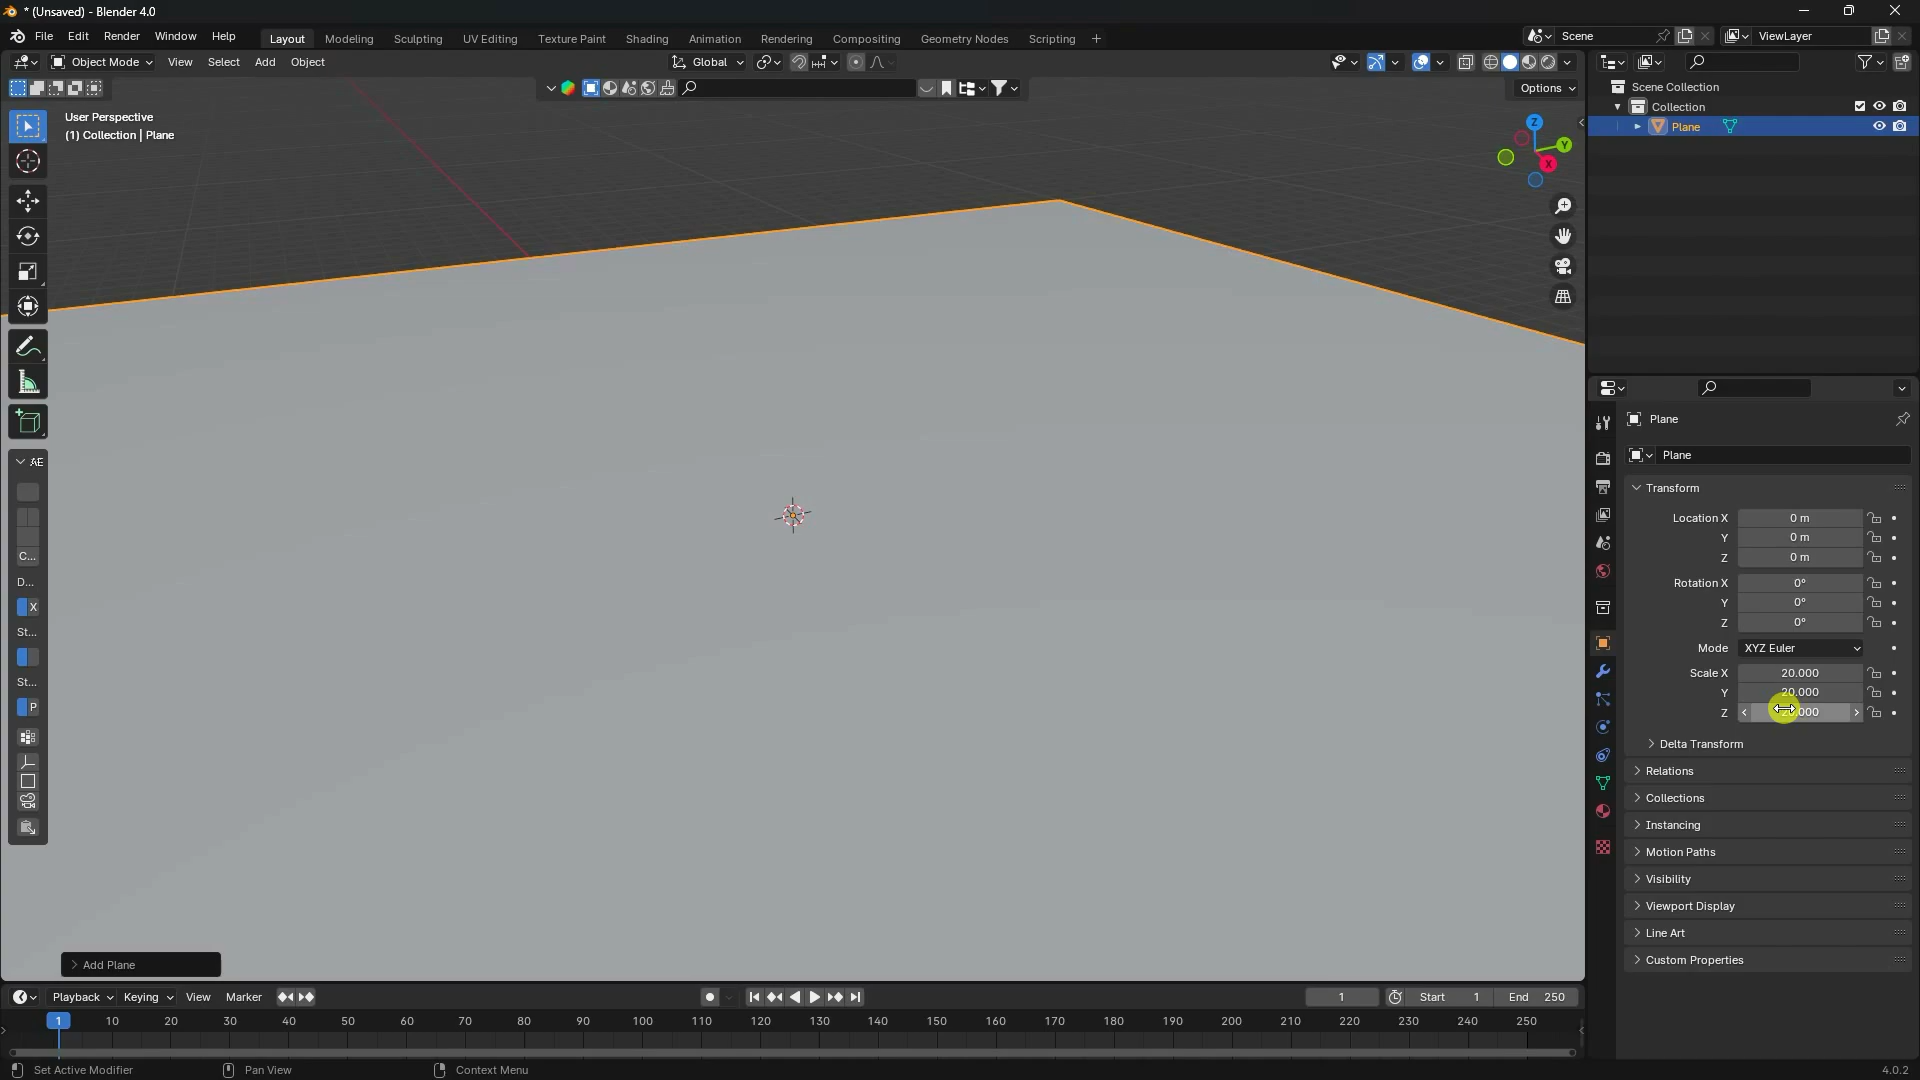 * (Unsaved) - Blender 4.0
File Edit Render Window Help
Layout Modeling Sculpting UV Editing Texture Paint Shading Animation Rendering Compositing Geometry Nodes Scripting +
Scene
ViewLayer
Object Mode View Select Add Object
Global
Options
User Perspective
(1) Collection | Plane
Z
Y
X
AE
C...
D...
X
St...
St...
P
Add Plane
Scene Collection
Collection
Plane
Plane
Plane
Transform
Location X 0 m
Y 0 m
Z 0 m
Rotation X 0°
Y 0°
Z 0°
Mode XYZ Euler
Scale X 20.000
Y 20.000
Z
Delta Transform
Relations
Collections
Instancing
Motion Paths
Visibility
Viewport Display
Line Art
Custom Properties
Playback Keying View Marker
1 Start 1 End 250
1 10 20 30 40 50 60 70 80 90 100 110 120 130 140 150 160 170 180 190 200 210 220 230 240 250
Set Active Modifier Pan View Context Menu 4.0.2